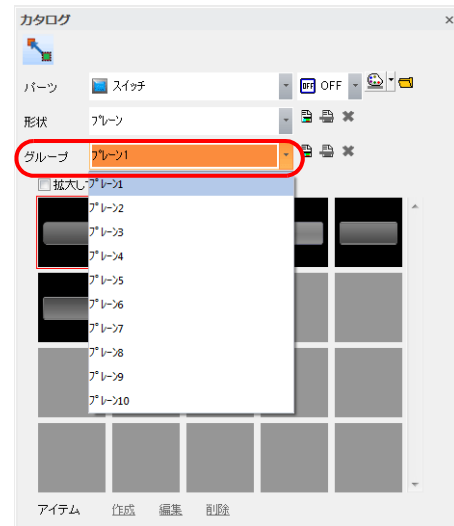 カタログ
パーツ スイッチ OFF OFF
形状 プレーン
グループ プレーン1
拡大し
プレーン1
プレーン2
プレーン3
プレーン4
プレーン5
プレーン6
プレーン7
プレーン8
プレーン9
プレーン10
アイテム 作成 編集 削除